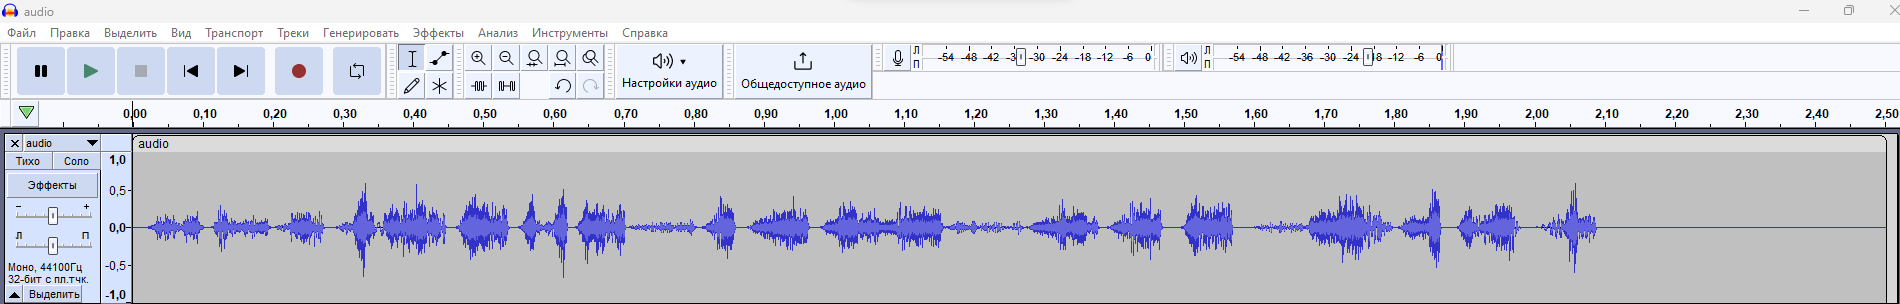 audio
Файл Правка Выделить Вид Транспорт Треки Генерировать Эффекты Анализ Инструменты Справка
Настройки аудио
Общедоступное аудио
Л
П
-54 -48 -42 -3 -30 -24 -18 -12 -6 0
Л
П
-54 -48 -42 -36 -30 -24 18 -12 -6 0
0,00 0,10 0,20 0,30 0,40 0,50 0,60 0,70 0,80 0,90 1,00 1,10 1,20 1,30 1,40 1,50 1,60 1,70 1,80 1,90 2,00 2,10 2,20 2,30 2,40 2,50
audio
audio
Тихо Соло
Эффекты
- +
Л П
Моно, 44100Гц
32-бит с пл.тчк.
Выделить
1,0
0,5
0,0
-0,5
-1,0